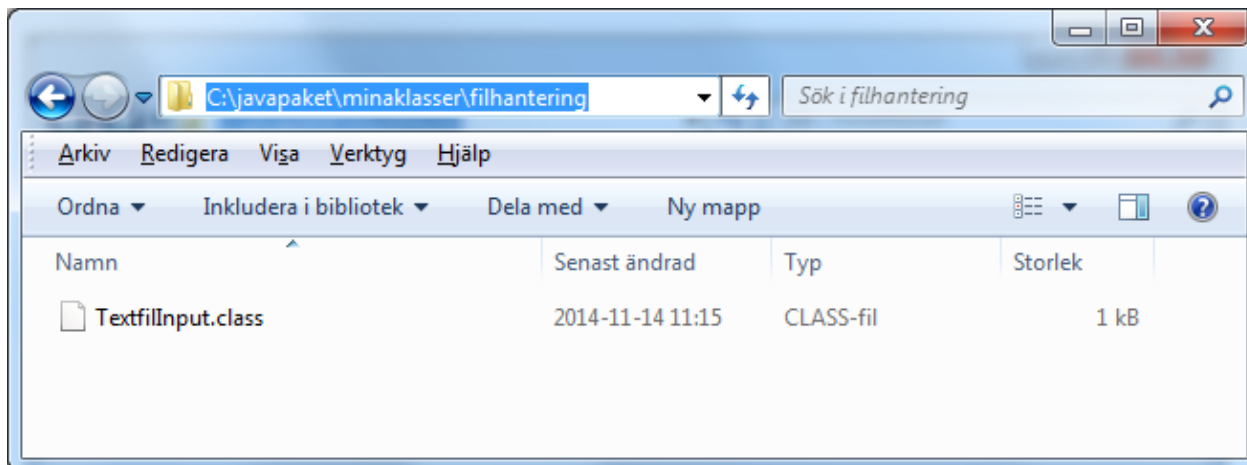 C:\javapaket\minaklasser\filhantering Sök i filhantering
Arkiv Redigera Visa Verktyg Hjälp
Ordna Inkludera i bibliotek Dela med Ny mapp
Namn Senast ändrad Typ Storlek
TextfilInput.class 2014-11-14 11:15 CLASS-fil 1 kB